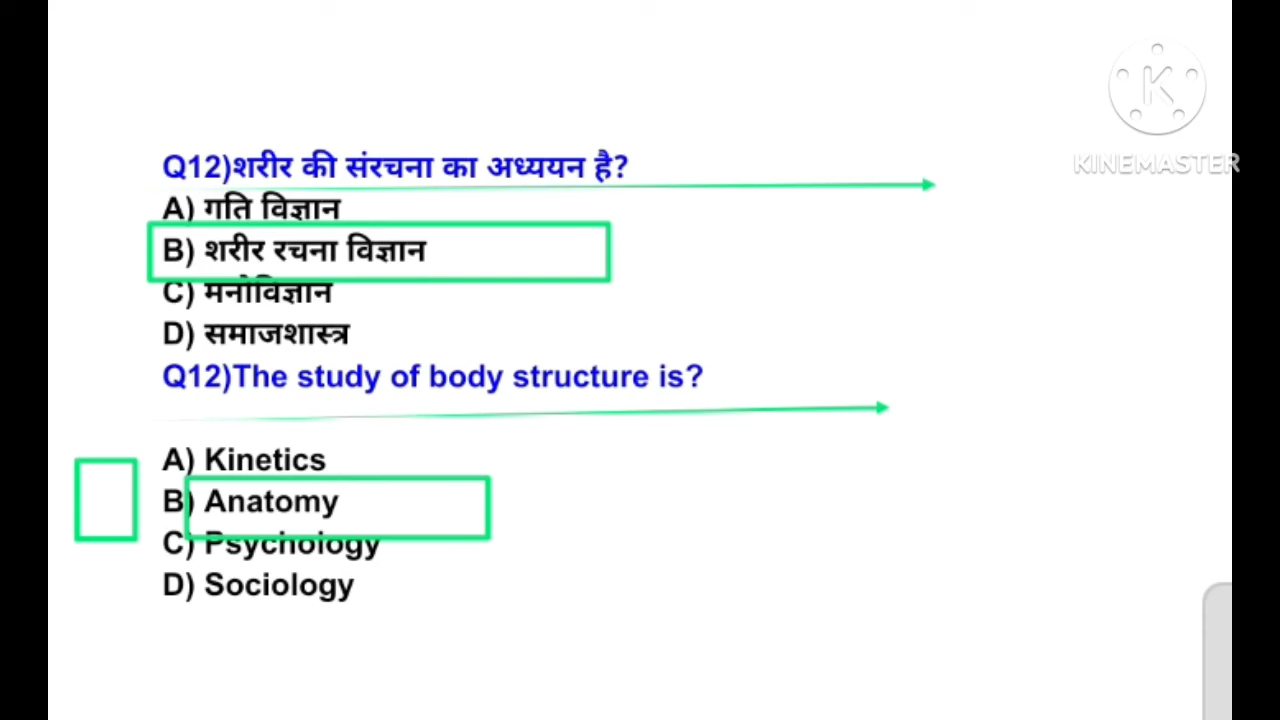 Q12)शरीर की संरचना का अध्ययन है?
A) गति विज्ञान
B) शरीर रचना विज्ञान
C) मनोविज्ञान
D) समाजशास्त्र
Q12)The study of body structure is?
A) Kinetics
B) Anatomy
C) Psychology
D) Sociology
K
KINEMASTER